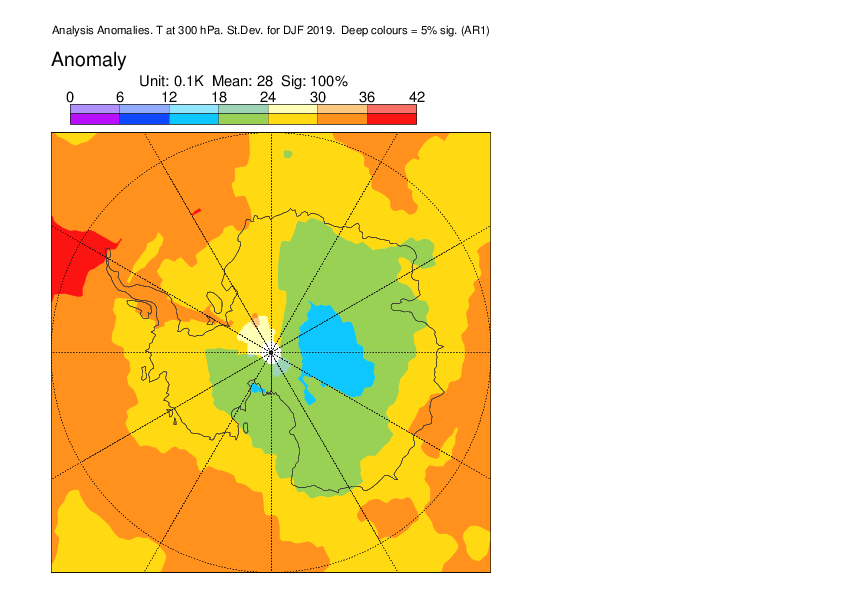 Analysis Anomalies. T at 300 hPa. St.Dev. for DJF 2019.  Deep colours = 5% sig. (AR1)
Anomaly
Unit: 0.1K  Mean: 28  Sig: 100%
0 6 12 18 24 30 36 42